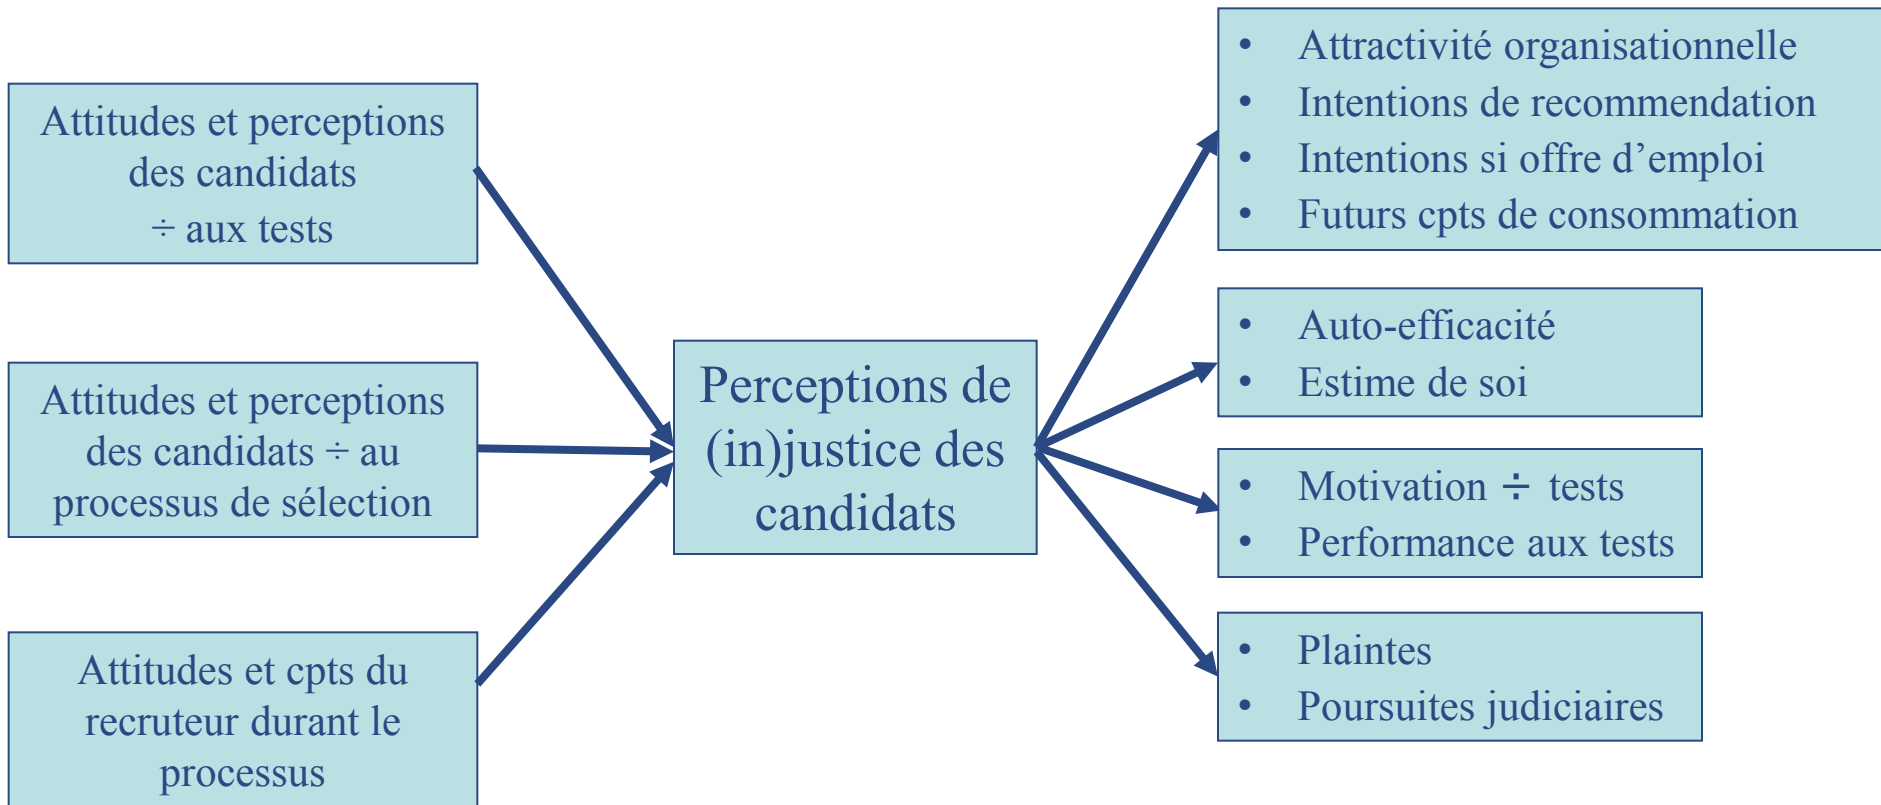 Attitudes et perceptions
des candidats
÷ aux tests
Attitudes et perceptions
des candidats ÷ au
processus de sélection
Attitudes et cpts du
recruteur durant le
processus
Perceptions de
(in)justice des
candidats
• Attractivité organisationnelle
• Intentions de recommendation
• Intentions si offre d’emploi
• Futurs cpts de consommation
• Auto-efficacité
• Estime de soi
• Motivation ÷ tests
• Performance aux tests
• Plaintes
• Poursuites judiciaires